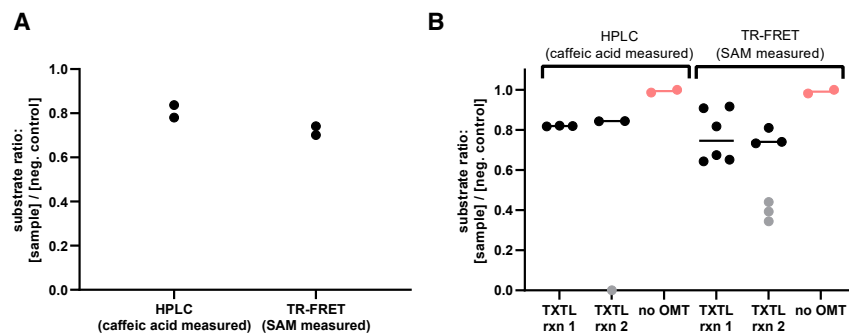 A
substrate ratio:
[sample] / [neg. control]
1.0
0.8
0.6
0.4
0.2
0.0
HPLC
(caffeic acid measured)
TR-FRET
(SAM measured)
B
HPLC
(caffeic acid measured)
TR-FRET
(SAM measured)
substrate ratio:
[sample] / [neg. control]
1.0
0.8
0.6
0.4
0.2
0.0
TXTL
rxn 1
TXTL
rxn 2
no OMT
TXTL
rxn 1
TXTL
rxn 2
no OMT